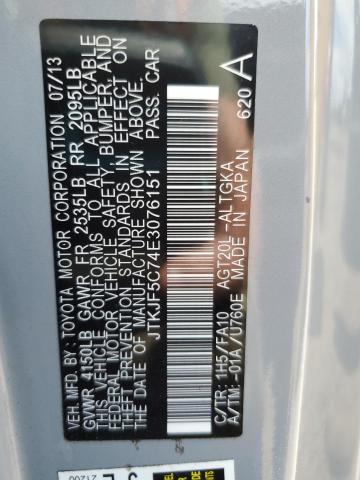 VEH. MFD. BY: TOYOTA MOTOR CORPORATION 07/13
GVWR 4190LB GAWR FR 2535LB RR 2095LB
THIS VEHICLE CONFORMS TO ALL APPLICABLE
FEDERAL MOTOR VEHICLE SAFETY, BUMPER, AND
THEFT PREVENTION STANDARDS IN EFFECT ON
THE DATE OF MANUFACTURE SHOWN ABOVE.
JTKJF5C74E3076151 PASS. CAR
C/TR: 1H5/FA10 AGT20L-ALTGKA
A/TM: -01A/U760E MADE IN JAPAN
620 A
21200